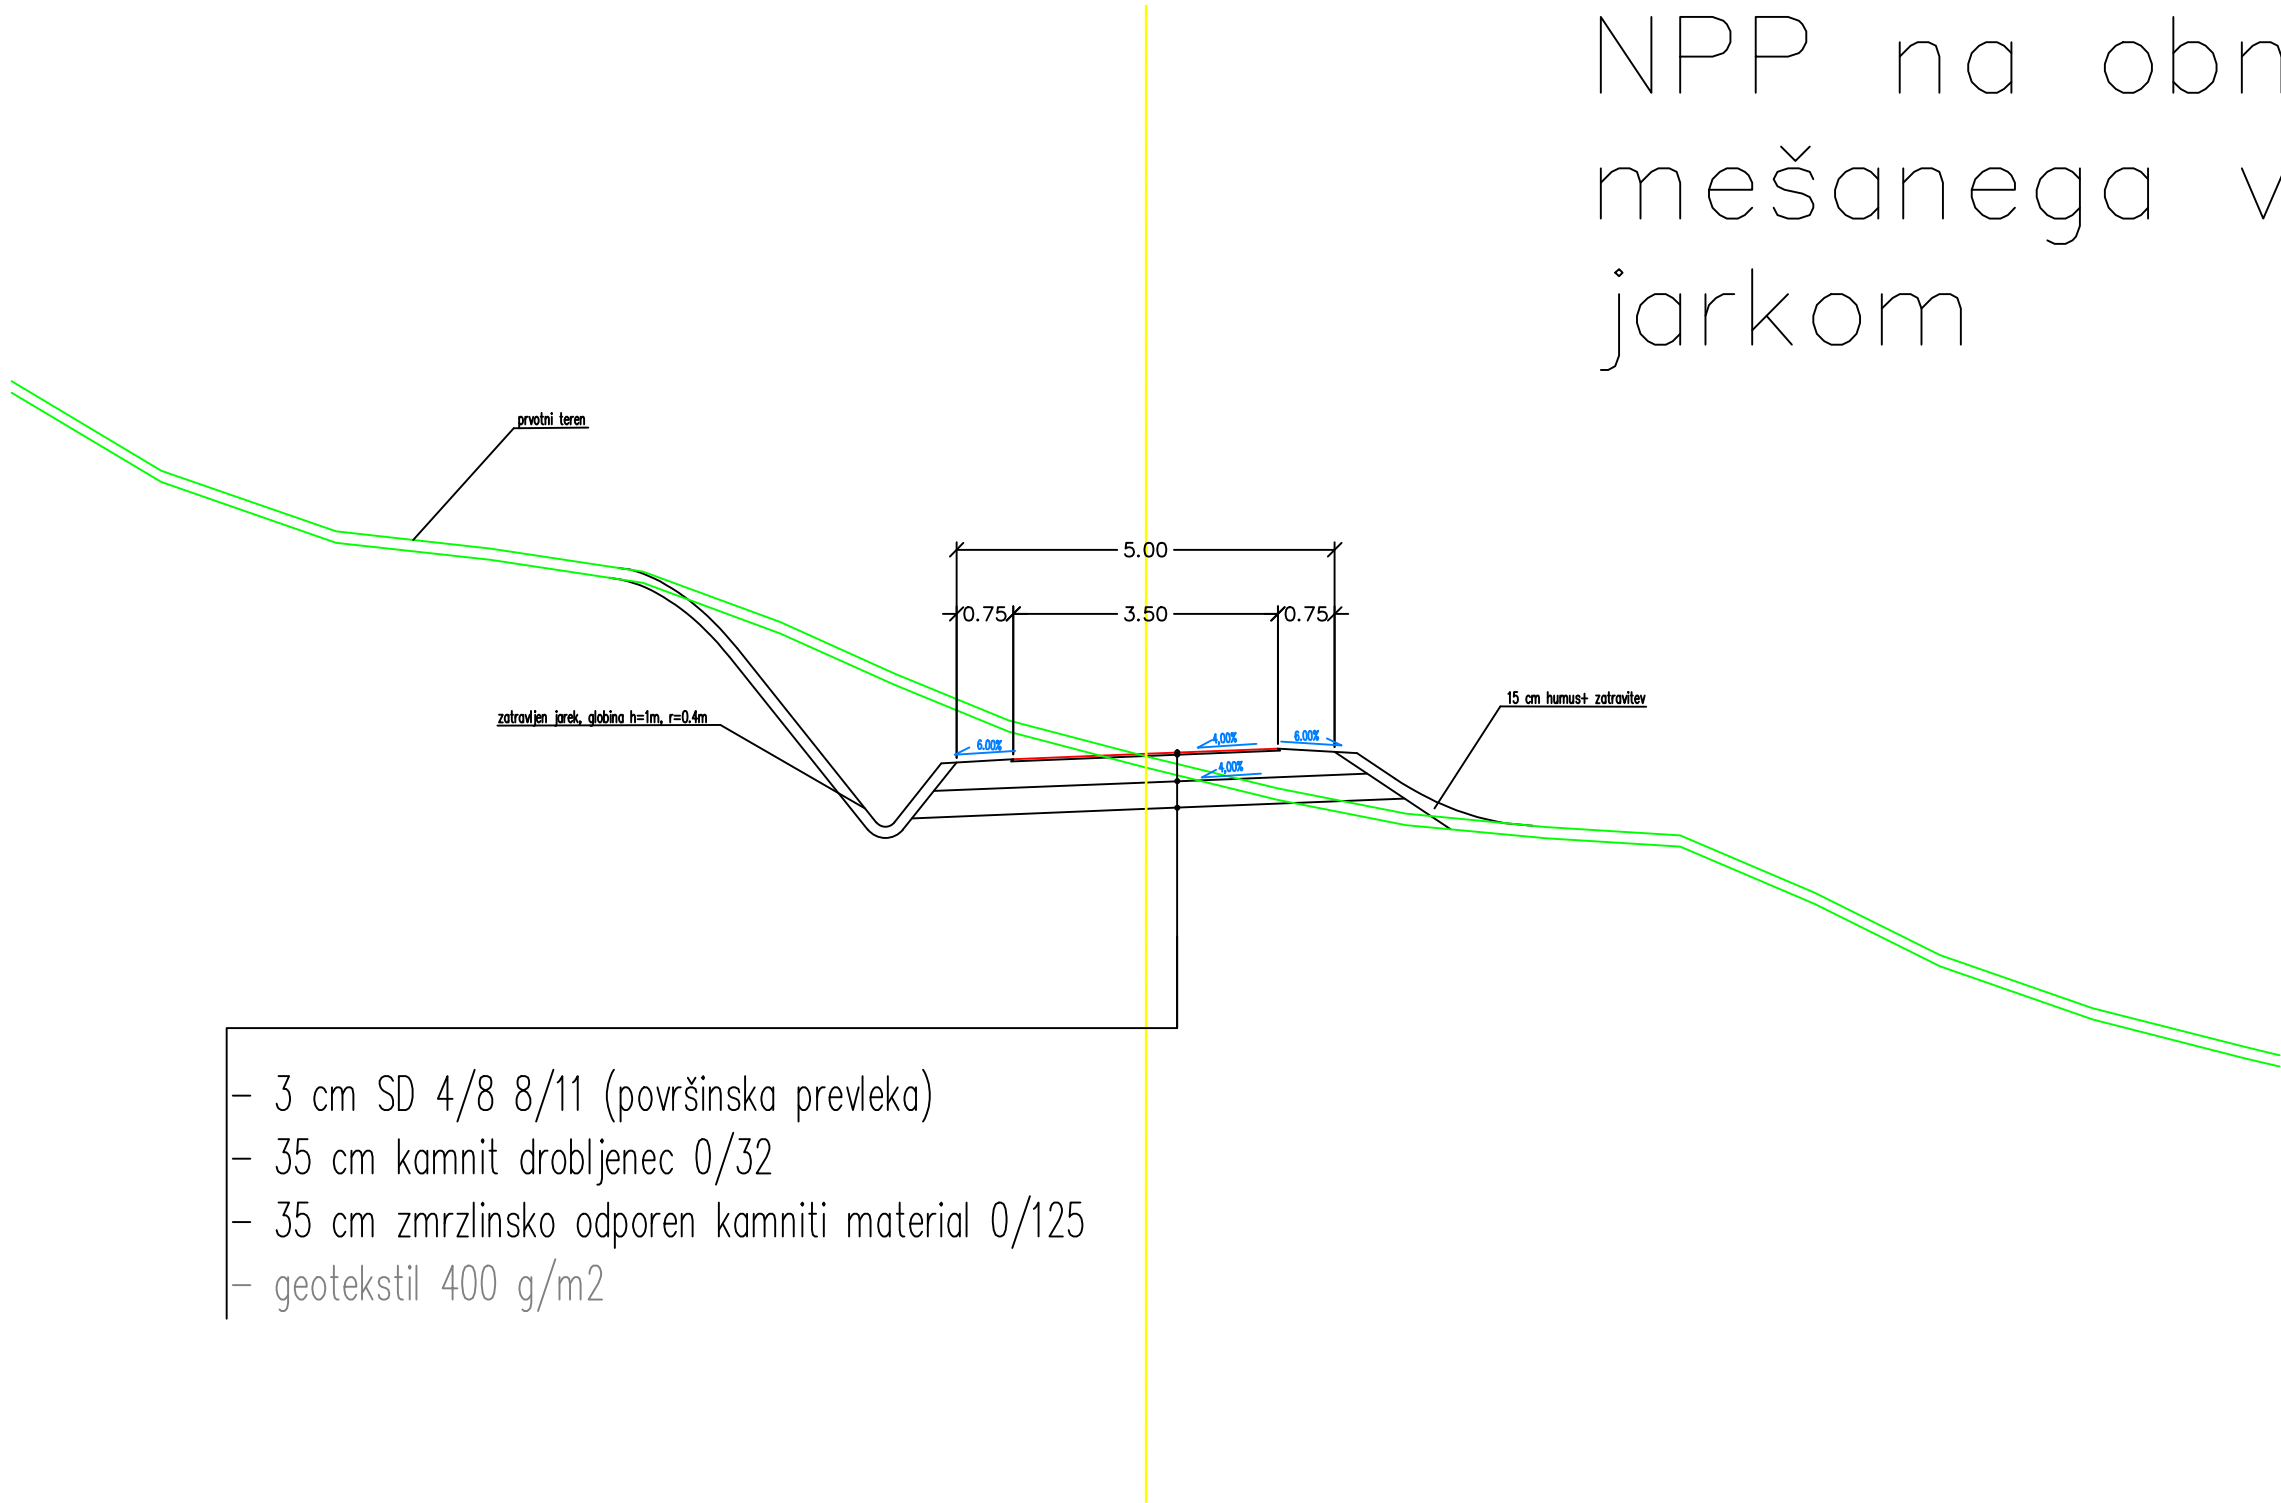 NPP na obn
mešanega v
jarkom
prvotni teren
5.00
0.75 3.50 0.75
15 cm humus+ zatravitev
zatravljen jarek, globina h=1m, r=0.4m
6.00% 4,00% 6.00%
4,00%
– 3 cm SD 4/8 8/11 (površinska prevleka)
– 35 cm kamnit drobljenec 0/32
– 35 cm zmrzlinsko odporen kamniti material 0/125
– geotekstil 400 g/m2